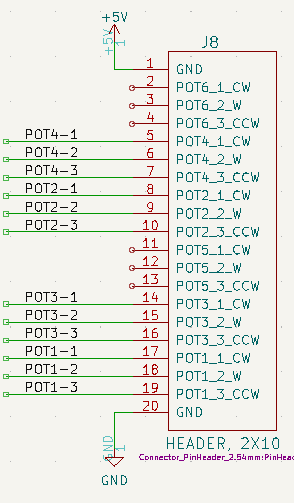 +5V
+5V
1
J8
1 GND
2 POT6_1_CW
3 POT6_2_W
4 POT6_3_CCW
POT4-1 5 POT4_1_CW
POT4-2 6 POT4_2_W
POT4-3 7 POT4_3_CCW
POT2-1 8 POT2_1_CW
POT2-2 9 POT2_2_W
POT2-3 10 POT2_3_CCW
11 POT5_1_CW
12 POT5_2_W
13 POT5_3_CCW
POT3-1 14 POT3_1_CW
POT3-2 15 POT3_2_W
POT3-3 16 POT3_3_CCW
POT1-1 17 POT1_1_CW
POT1-2 18 POT1_2_W
POT1-3 19 POT1_3_CCW
20 GND
GND
1
HEADER, 2X10
Connector_PinHeader_2.54mm:PinHead
GND